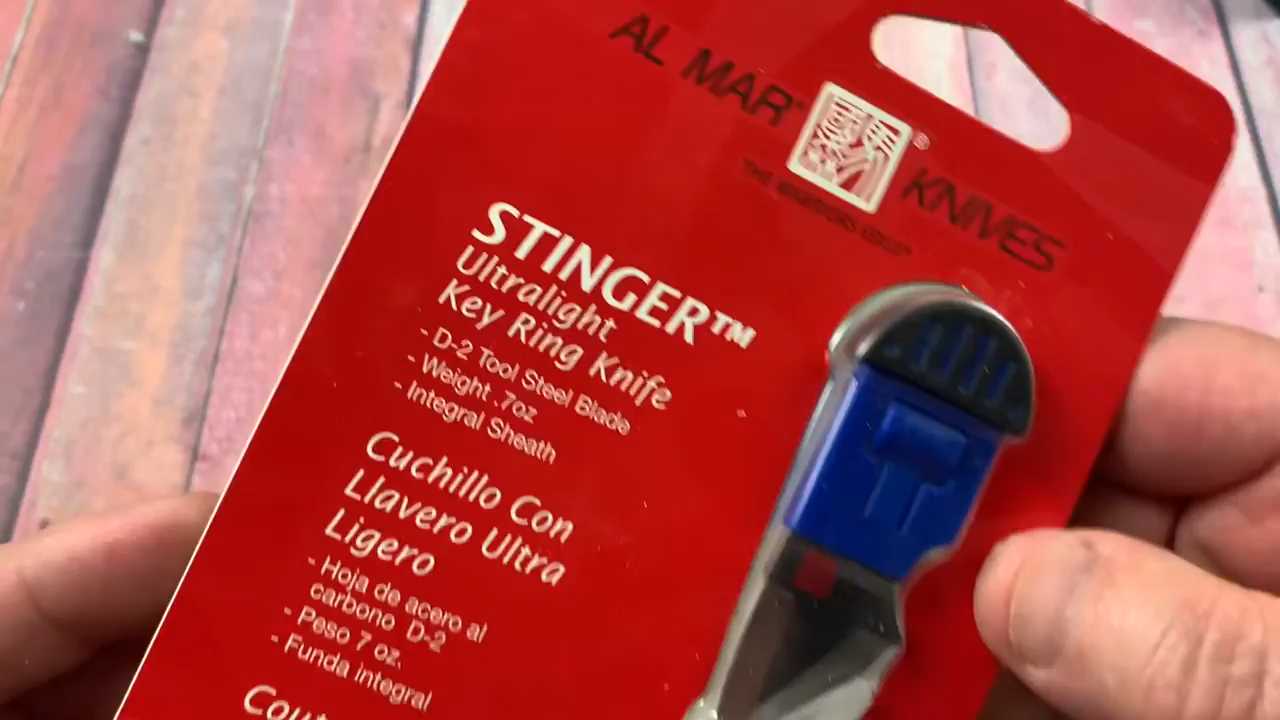 AL MAR
KNIVES
STINGER™
Ultralight
Key Ring Knife
- D-2 Tool Steel Blade
- Weight .7oz
- Integral Sheath
Cuchillo Con
Llavero Ultra
Ligero
- Hoja de acero al
carbono D-2
- Peso 7 oz.
- Funda integral